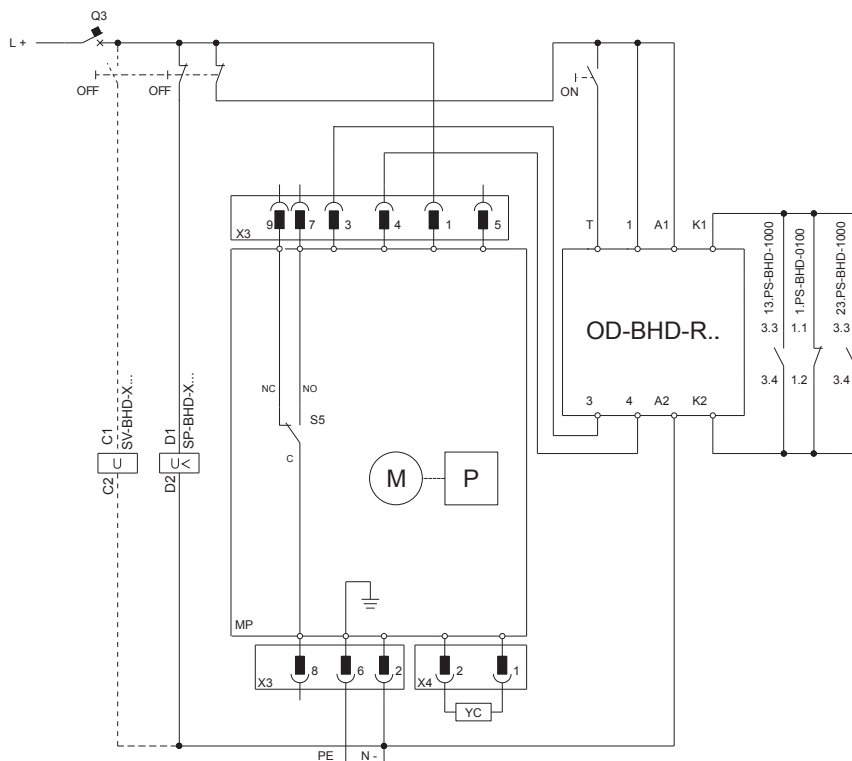 Q3
L +
OFF
OFF
ON
9
7
3
4
1
5
X3
T
1
A1
K1
13.PS-BHD-1000
1.PS-BHD-0100
23.PS-BHD-1000
OD-BHD-R..
3.3
1.1
3.3
3.4
1.2
3.4
3
4
A2
K2
NC
NO
S5
C
C1
SV-BHD-X...
D1
SP-BHD-X...
U
U <
C2
D2
M
P
MP
X3
8
6
2
X4
2
1
YC
PE
N -